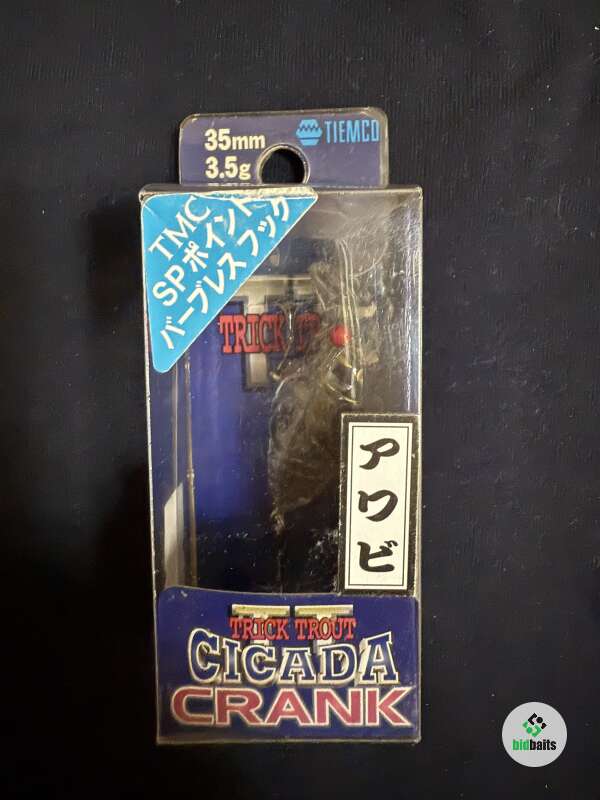 35mm
3.5g
TIEMCO
TMC
SPポイント
バーブレスフック
TRICK TR
アワビ
TRICK TROUT
CICADA
CRANK
bidbaits